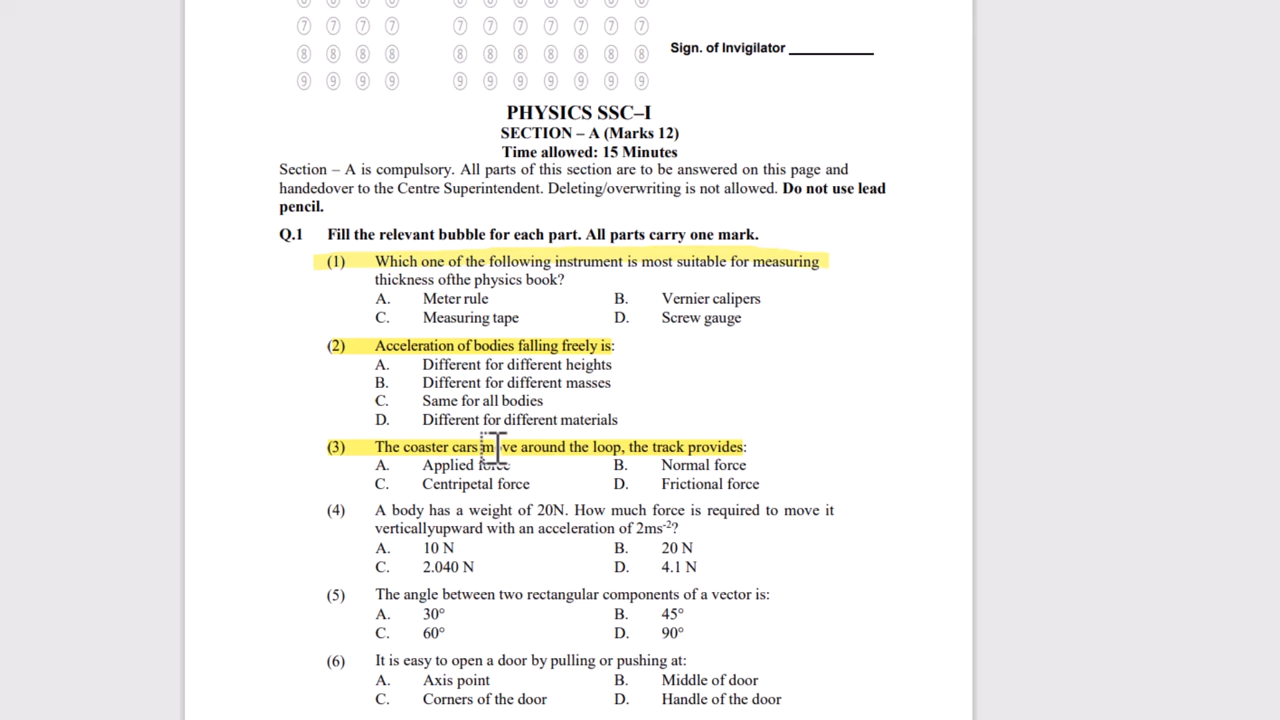 7 7 7 7 7 7 7 7 7 7 7
8 8 8 8 8 8 8 8 8 8 8
Sign. of Invigilator ___________
9 9 9 9 9 9 9 9 9 9 9
PHYSICS SSC–I
SECTION – A (Marks 12)
Time allowed: 15 Minutes
Section – A is compulsory. All parts of this section are to be answered on this page and
handedover to the Centre Superintendent. Deleting/overwriting is not allowed. Do not use lead
pencil.
Q.1 Fill the relevant bubble for each part. All parts carry one mark.
(1) Which one of the following instrument is most suitable for measuring
thickness ofthe physics book?
A. Meter rule B. Vernier calipers
C. Measuring tape D. Screw gauge
(2) Acceleration of bodies falling freely is:
A. Different for different heights
B. Different for different masses
C. Same for all bodies
D. Different for different materials
(3) The coaster cars move around the loop, the track provides:
A. Applied force B. Normal force
C. Centripetal force D. Frictional force
(4) A body has a weight of 20N. How much force is required to move it
verticallyupward with an acceleration of 2ms⁻²?
A. 10 N B. 20 N
C. 2.040 N D. 4.1 N
(5) The angle between two rectangular components of a vector is:
A. 30° B. 45°
C. 60° D. 90°
(6) It is easy to open a door by pulling or pushing at:
A. Axis point B. Middle of door
C. Corners of the door D. Handle of the door